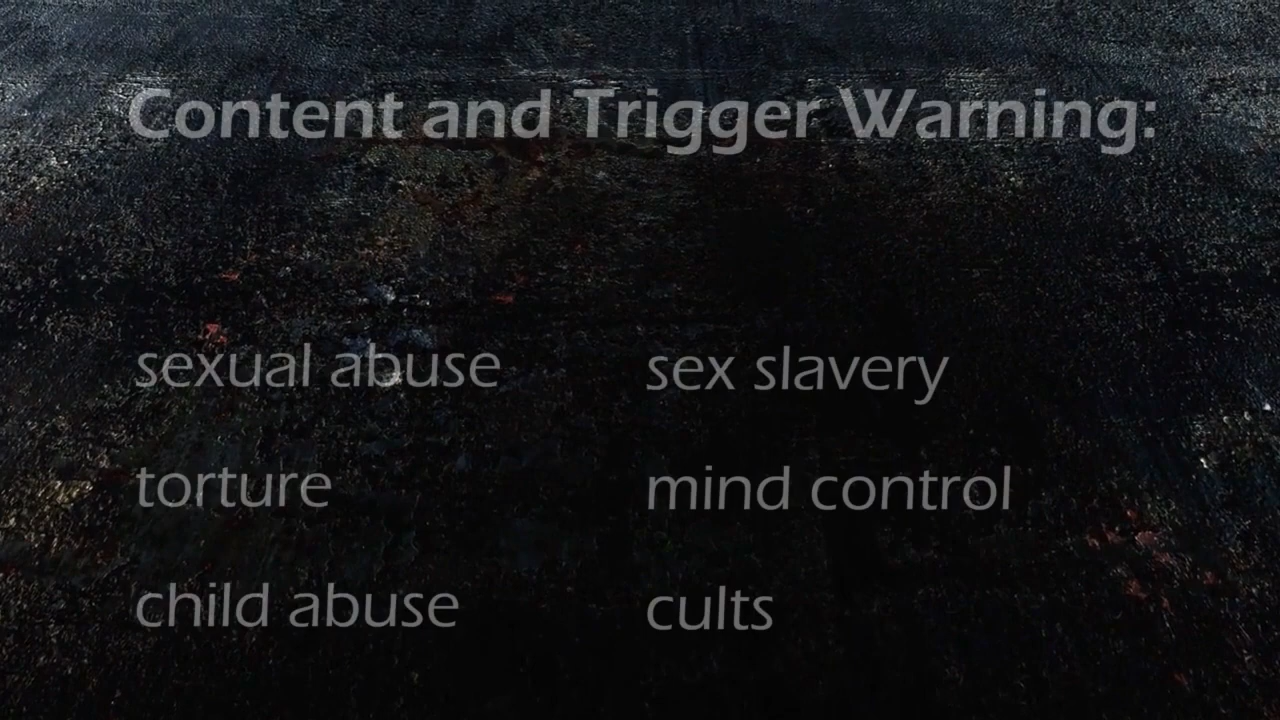 Content and Trigger Warning:
sexual abuse
sex slavery
torture
mind control
child abuse
cults